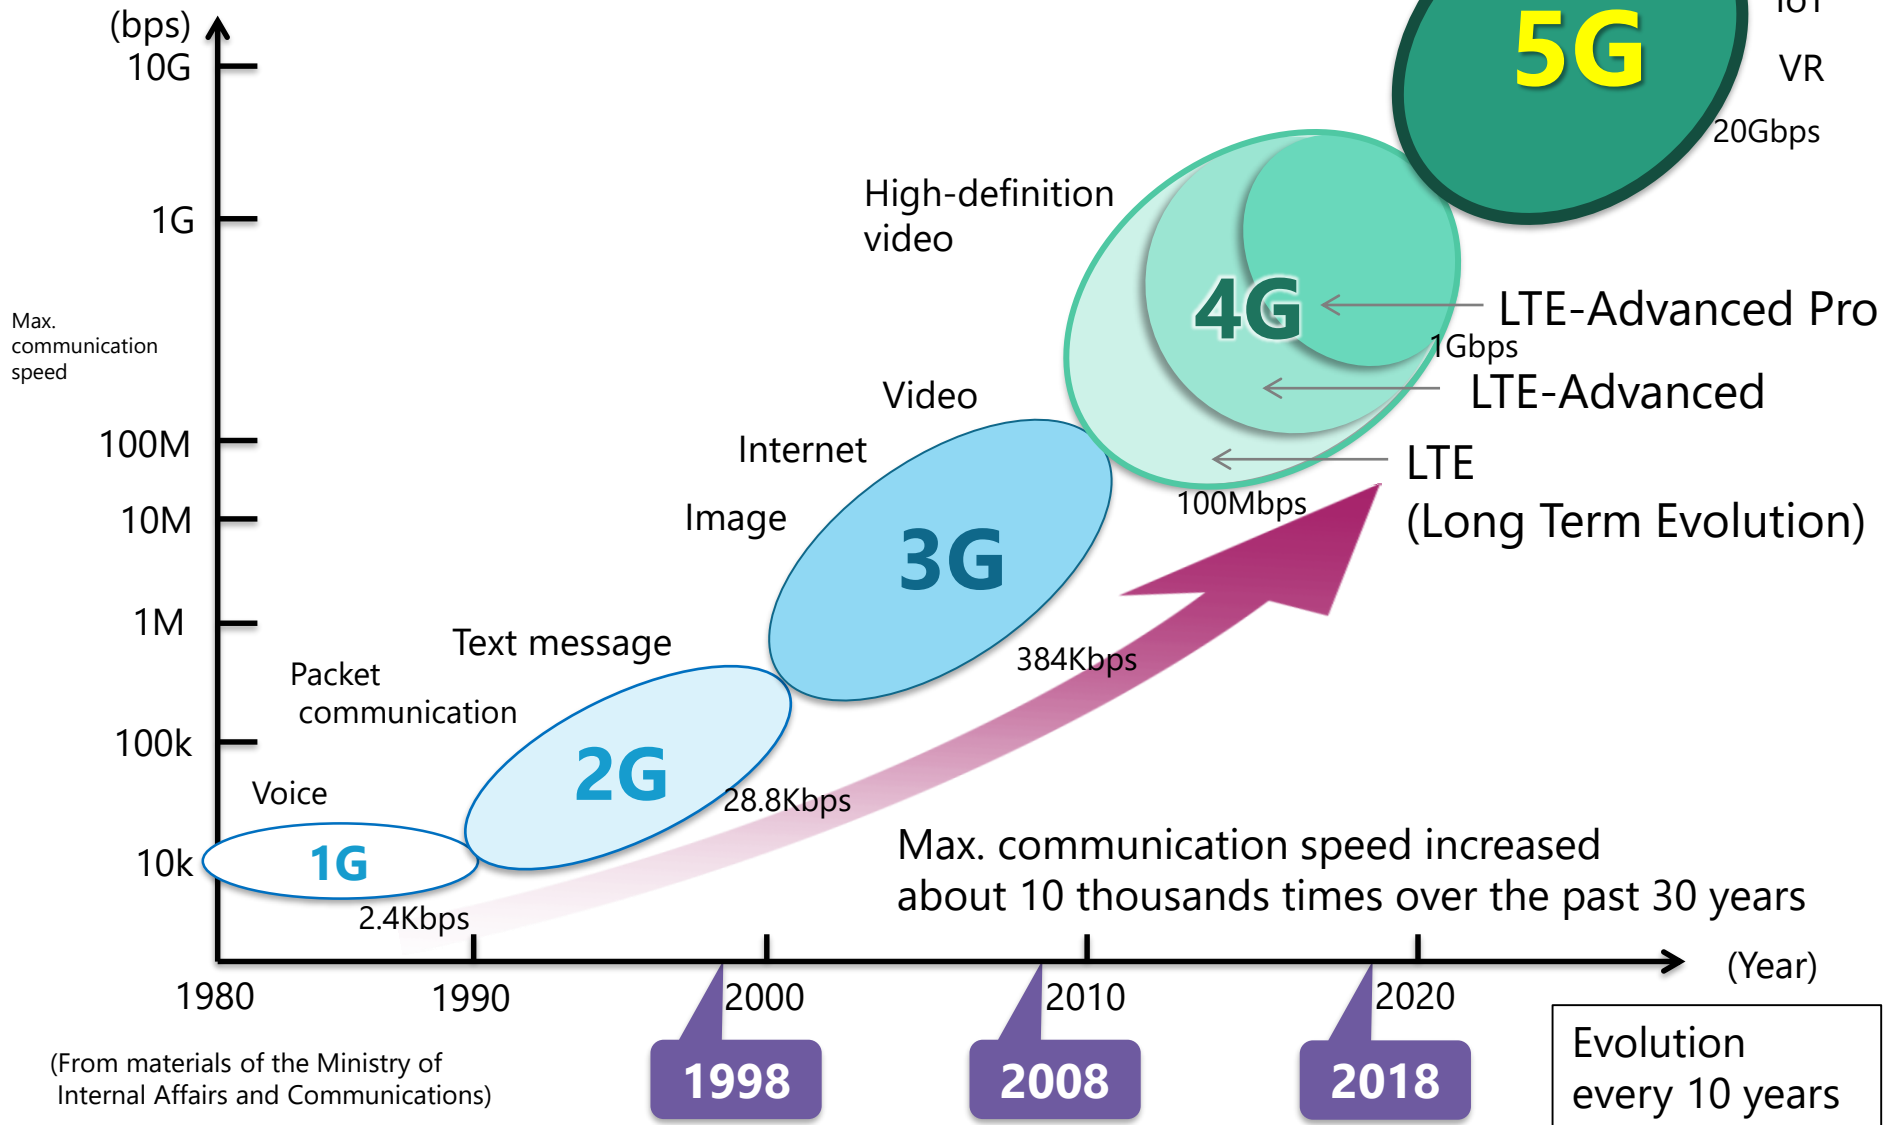 (bps)
10G
1G
Max.
communication
speed
100M
10M
1M
100k
10k
IoT
5G
VR
20Gbps
High-definition
video
4G
LTE-Advanced Pro
1Gbps
LTE-Advanced
LTE
(Long Term Evolution)
100Mbps
Video
Internet
Image
3G
384Kbps
Text message
Packet
communication
2G
28.8Kbps
Voice
1G
2.4Kbps
Max. communication speed increased
about 10 thousands times over the past 30 years
(Year)
1980
1990
2000
2010
2020
(From materials of the Ministry of
Internal Affairs and Communications)
1998
2008
2018
Evolution
every 10 years